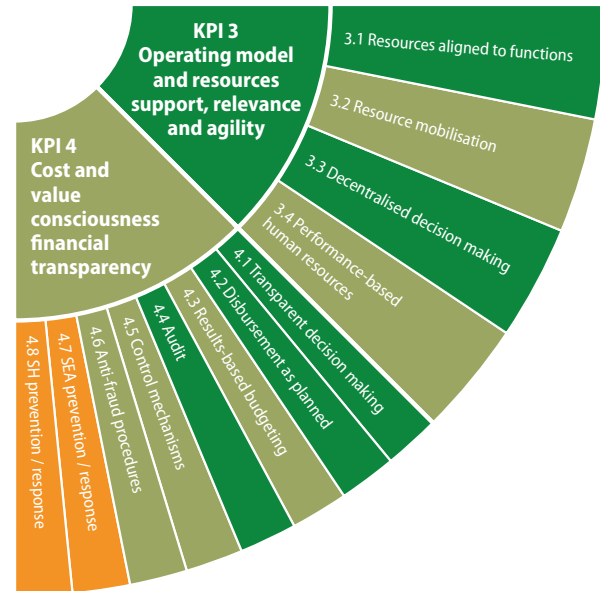 KPI 3
Operating model
and resources
support, relevance
and agility
3.1 Resources aligned to functions
3.2 Resource mobilisation
3.3 Decentralised decision making
3.4 Performance-based
human resources
KPI 4
Cost and
value
consciousness
financial
transparency
4.1 Transparent decision making
4.2 Disbursement as planned
4.3 Results-based budgeting
4.4 Audit
4.5 Control mechanisms
4.6 Anti-fraud procedures
4.7 SEA prevention / response
4.8 SH prevention / response